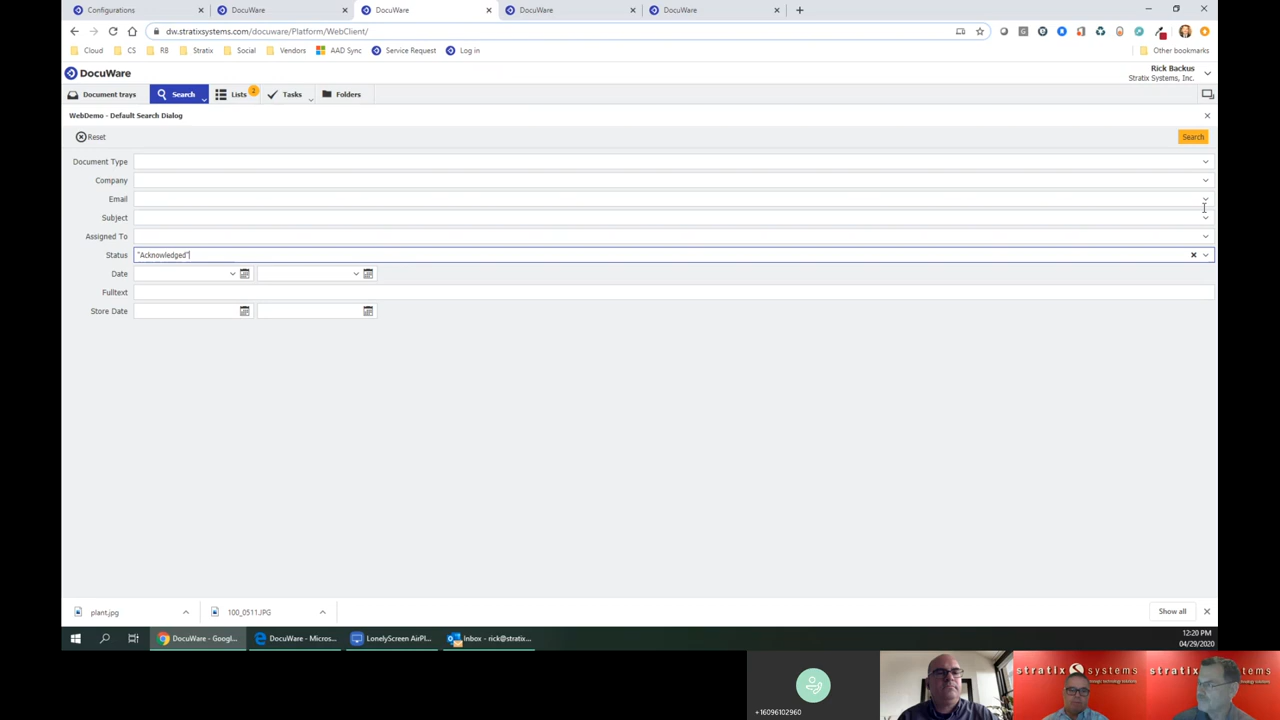 Configurations
DocuWare
DocuWare
DocuWare
DocuWare
dw.stratixsystems.com/docuware/Platform/WebClient/
Cloud CS RB Stratix Social Vendors AAD Sync Service Request Log in Other bookmarks
DocuWare
Rick Backus
Stratix Systems, Inc.
Document trays Search Lists Tasks Folders
WebDemo - Default Search Dialog
Reset
Search
Document Type
Company
Email
Subject
Assigned To
Status "Acknowledged"
Date
Fulltext
Store Date
plant.jpg
100_0511.JPG
Show all
DocuWare - Googl...
DocuWare - Micros...
LonelyScreen AirPl...
Inbox - rick@stratix...
12:20 PM
04/29/2020
+16096102960
stratix systems
stratix systems